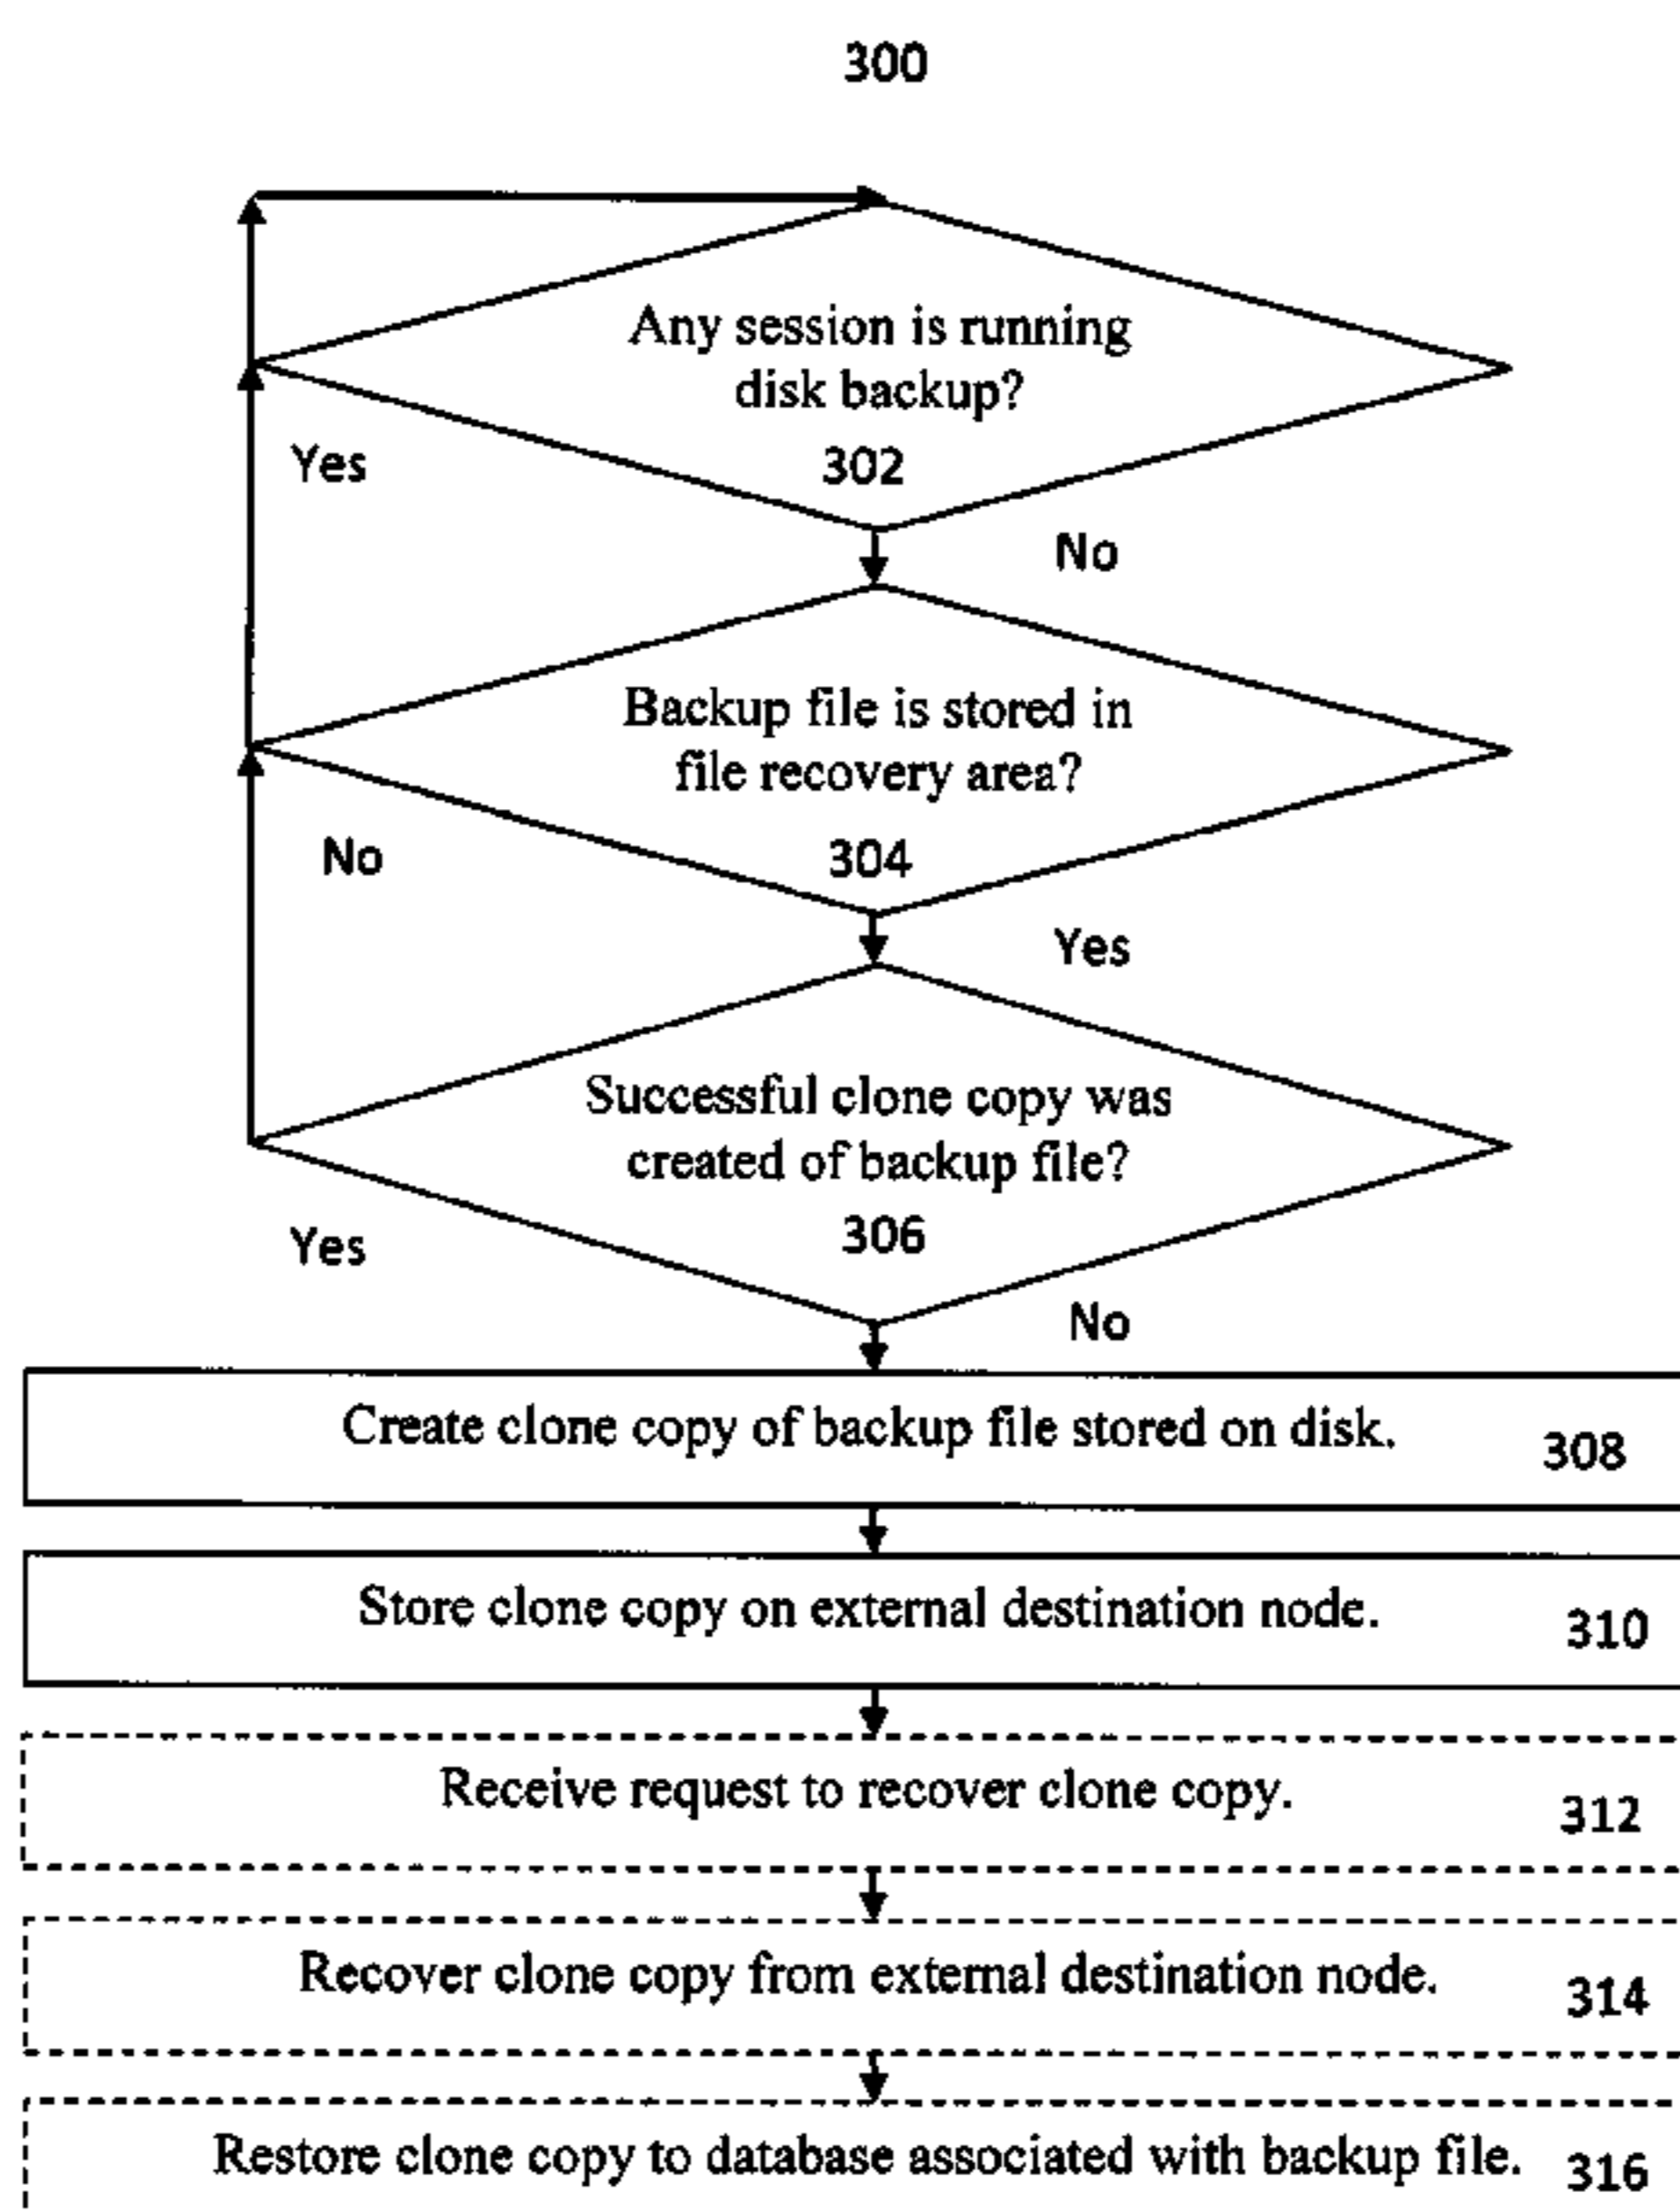 300
Any session is running
disk backup?
302
Yes
No
Backup file is stored in
file recovery area?
304
No
Yes
Successful clone copy was
created of backup file?
306
Yes
No
Create clone copy of backup file stored on disk.
308
Store clone copy on external destination node.
310
Receive request to recover clone copy.
312
Recover clone copy from external destination node.
314
Restore clone copy to database associated with backup file.
316